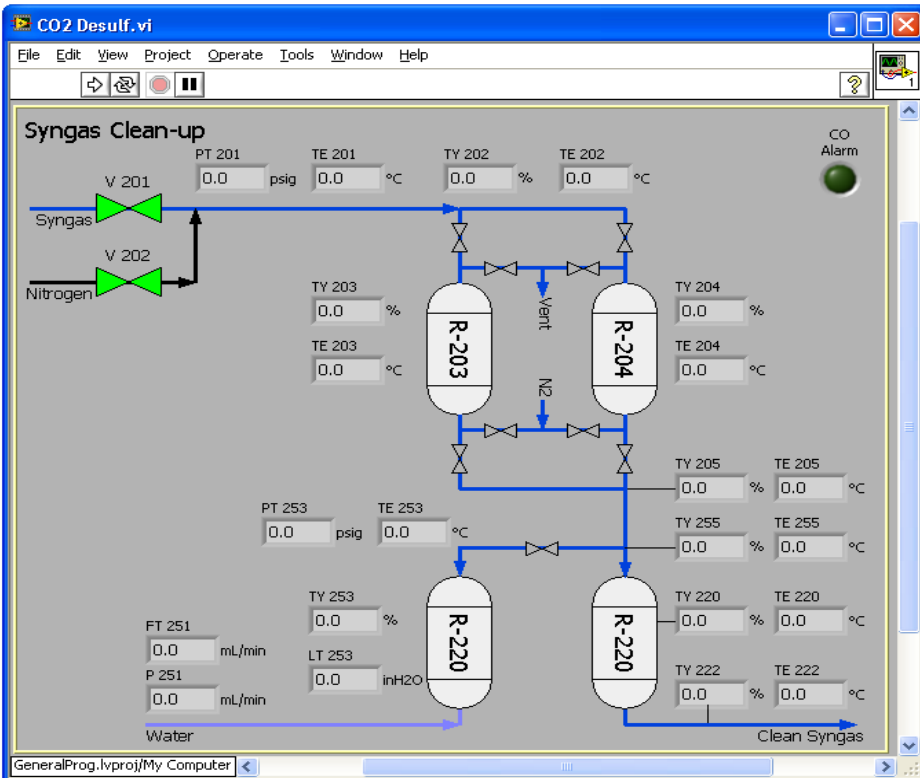 CO2 Desulf.vi
File Edit View Project Operate Tools Window Help
?
1
Syngas Clean-up
CO
Alarm
PT 201 TE 201 TY 202 TE 202
0.0 psig 0.0 °C 0.0 % 0.0 °C
V 201
Syngas
V 202
Nitrogen
TY 203 TY 204
0.0 % 0.0 %
Vent
R-203 R-204
TE 203 TE 204
0.0 °C 0.0 °C
N2
TY 205 TE 205
0.0 % 0.0 °C
PT 253 TE 253 TY 255 TE 255
0.0 psig 0.0 °C 0.0 % 0.0 °C
TY 253 TY 220 TE 220
0.0 % 0.0 % 0.0 °C
R-220 R-220
FT 251
0.0 mL/min
LT 253
0.0 inH2O
P 251
0.0 mL/min
TY 222 TE 222
0.0 % 0.0 °C
Water Clean Syngas
GeneralProg.lvproj/My Computer